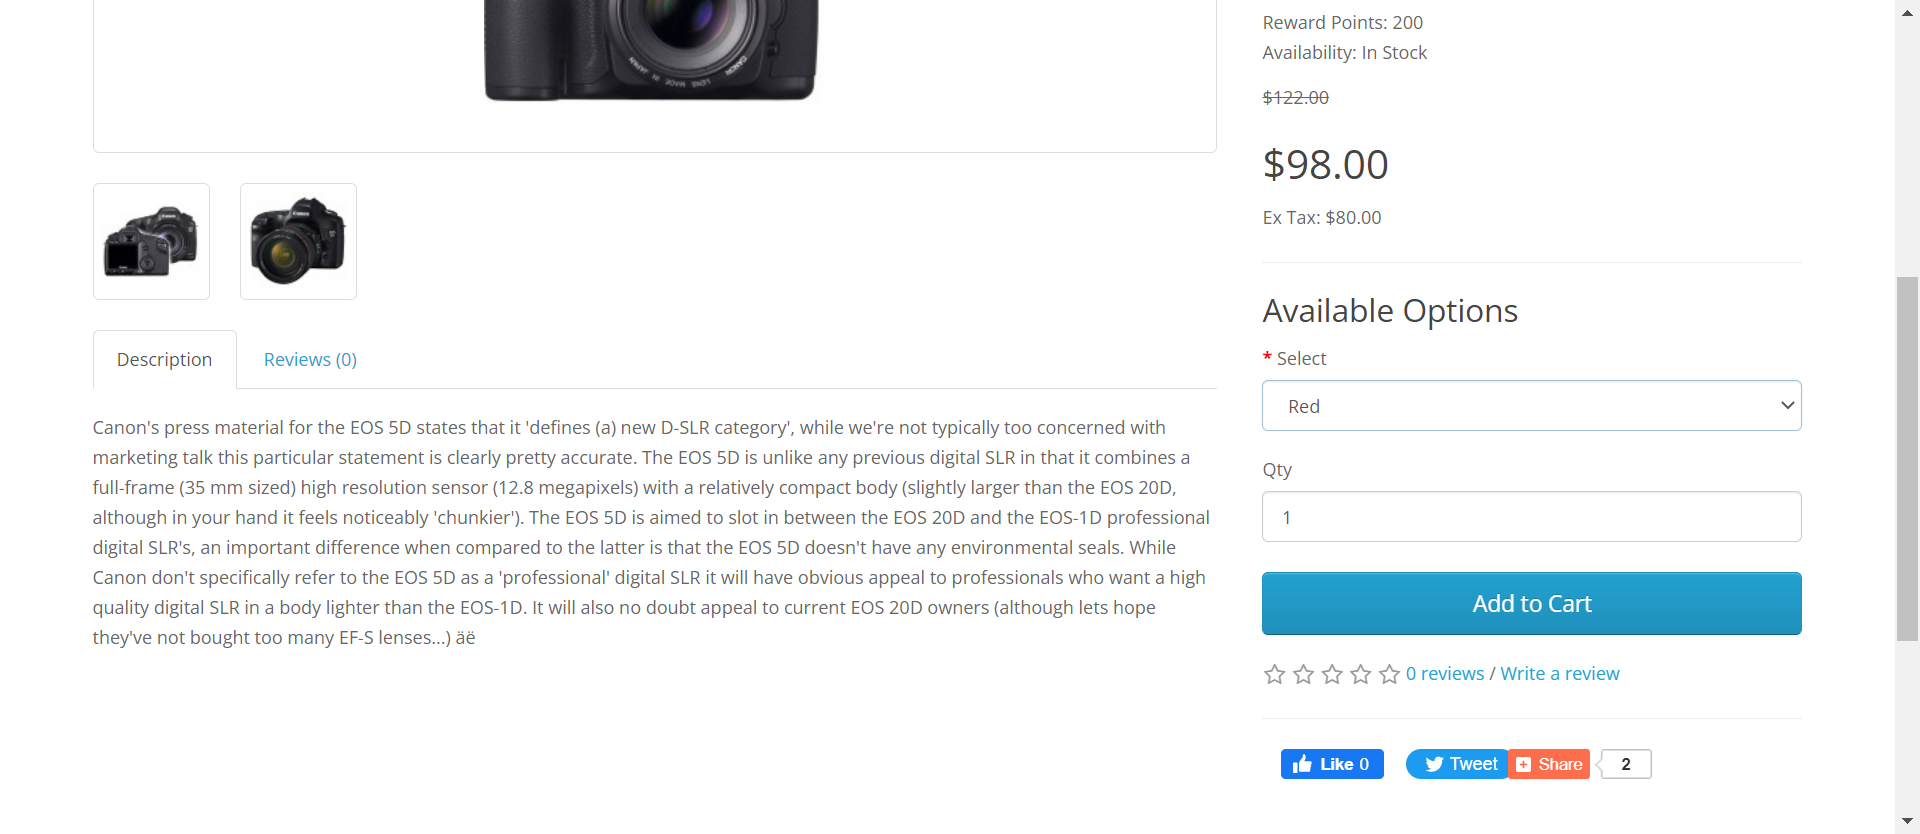 CANON LENS MADE IN JAPAN
Reward Points: 200
Availability: In Stock
$122.00
$98.00
Ex Tax: $80.00
Available Options
* Select
Red
Qty
1
Add to Cart
0 reviews / Write a review
Like 0
Tweet
Share
2
Description
Reviews (0)
Canon's press material for the EOS 5D states that it 'defines (a) new D-SLR category', while we're not typically too concerned with
marketing talk this particular statement is clearly pretty accurate. The EOS 5D is unlike any previous digital SLR in that it combines a
full-frame (35 mm sized) high resolution sensor (12.8 megapixels) with a relatively compact body (slightly larger than the EOS 20D,
although in your hand it feels noticeably 'chunkier'). The EOS 5D is aimed to slot in between the EOS 20D and the EOS-1D professional
digital SLR's, an important difference when compared to the latter is that the EOS 5D doesn't have any environmental seals. While
Canon don't specifically refer to the EOS 5D as a 'professional' digital SLR it will have obvious appeal to professionals who want a high
quality digital SLR in a body lighter than the EOS-1D. It will also no doubt appeal to current EOS 20D owners (although lets hope
they've not bought too many EF-S lenses...) äë